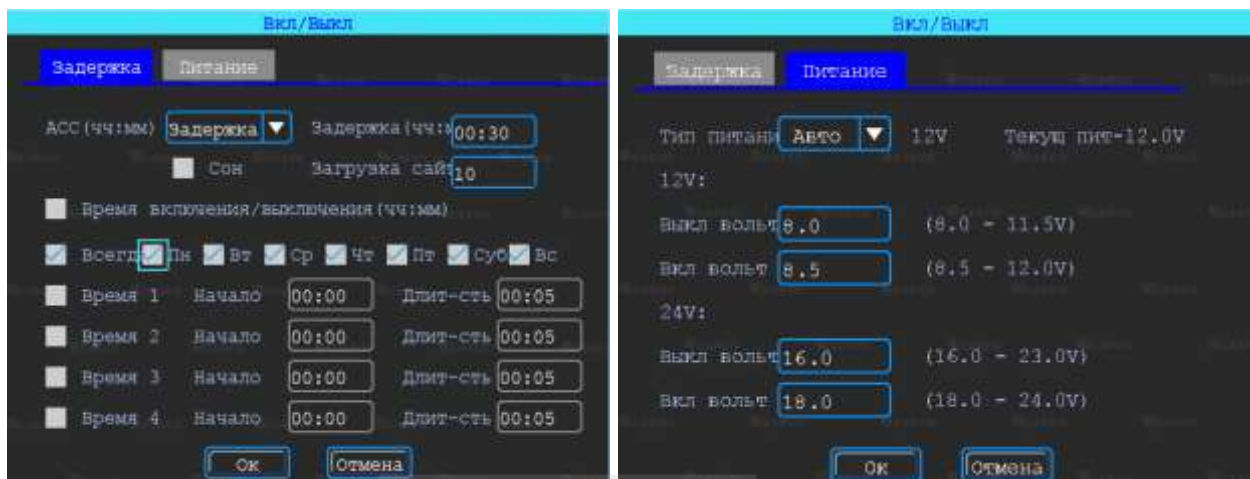 Вкл/Выкл
Задержка Питание
ACC(чч:мм) Задержка Задержка(чч:м 00:30
Сон Загрузка сайт 10
Время включения/выключения(чч:мм)
Всегд Пн Вт Ср Чт Пт Суб Вс
Время 1 Начало 00:00 Длит-сть 00:05
Время 2 Начало 00:00 Длит-сть 00:05
Время 3 Начало 00:00 Длит-сть 00:05
Время 4 Начало 00:00 Длит-сть 00:05
Ок Отмена
Вкл/Выкл
Задержка Питание
Тип питани Авто 12V Текущ пит-12.0V
12V:
Выкл вольт 8.0 (8.0 - 11.5V)
Вкл вольт 8.5 (8.5 - 12.0V)
24V:
Выкл вольт 16.0 (16.0 - 23.0V)
Вкл вольт 18.0 (18.0 - 24.0V)
Ок Отмена